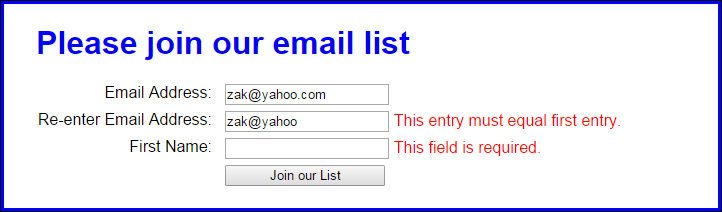 Please join our email list
Email Address: zak@yahoo.com
Re-enter Email Address: zak@yahoo This entry must equal first entry.
First Name: This field is required.
Join our List